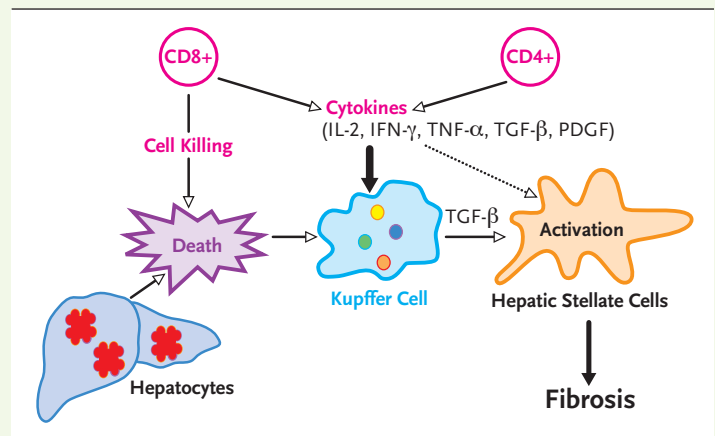 CD8+
CD4+
Cytokines
(IL-2, IFN-γ, TNF-α, TGF-β, PDGF)
Cell Killing
Death
TGF-β
Activation
Kupffer Cell
Hepatic Stellate Cells
Hepatocytes
Fibrosis